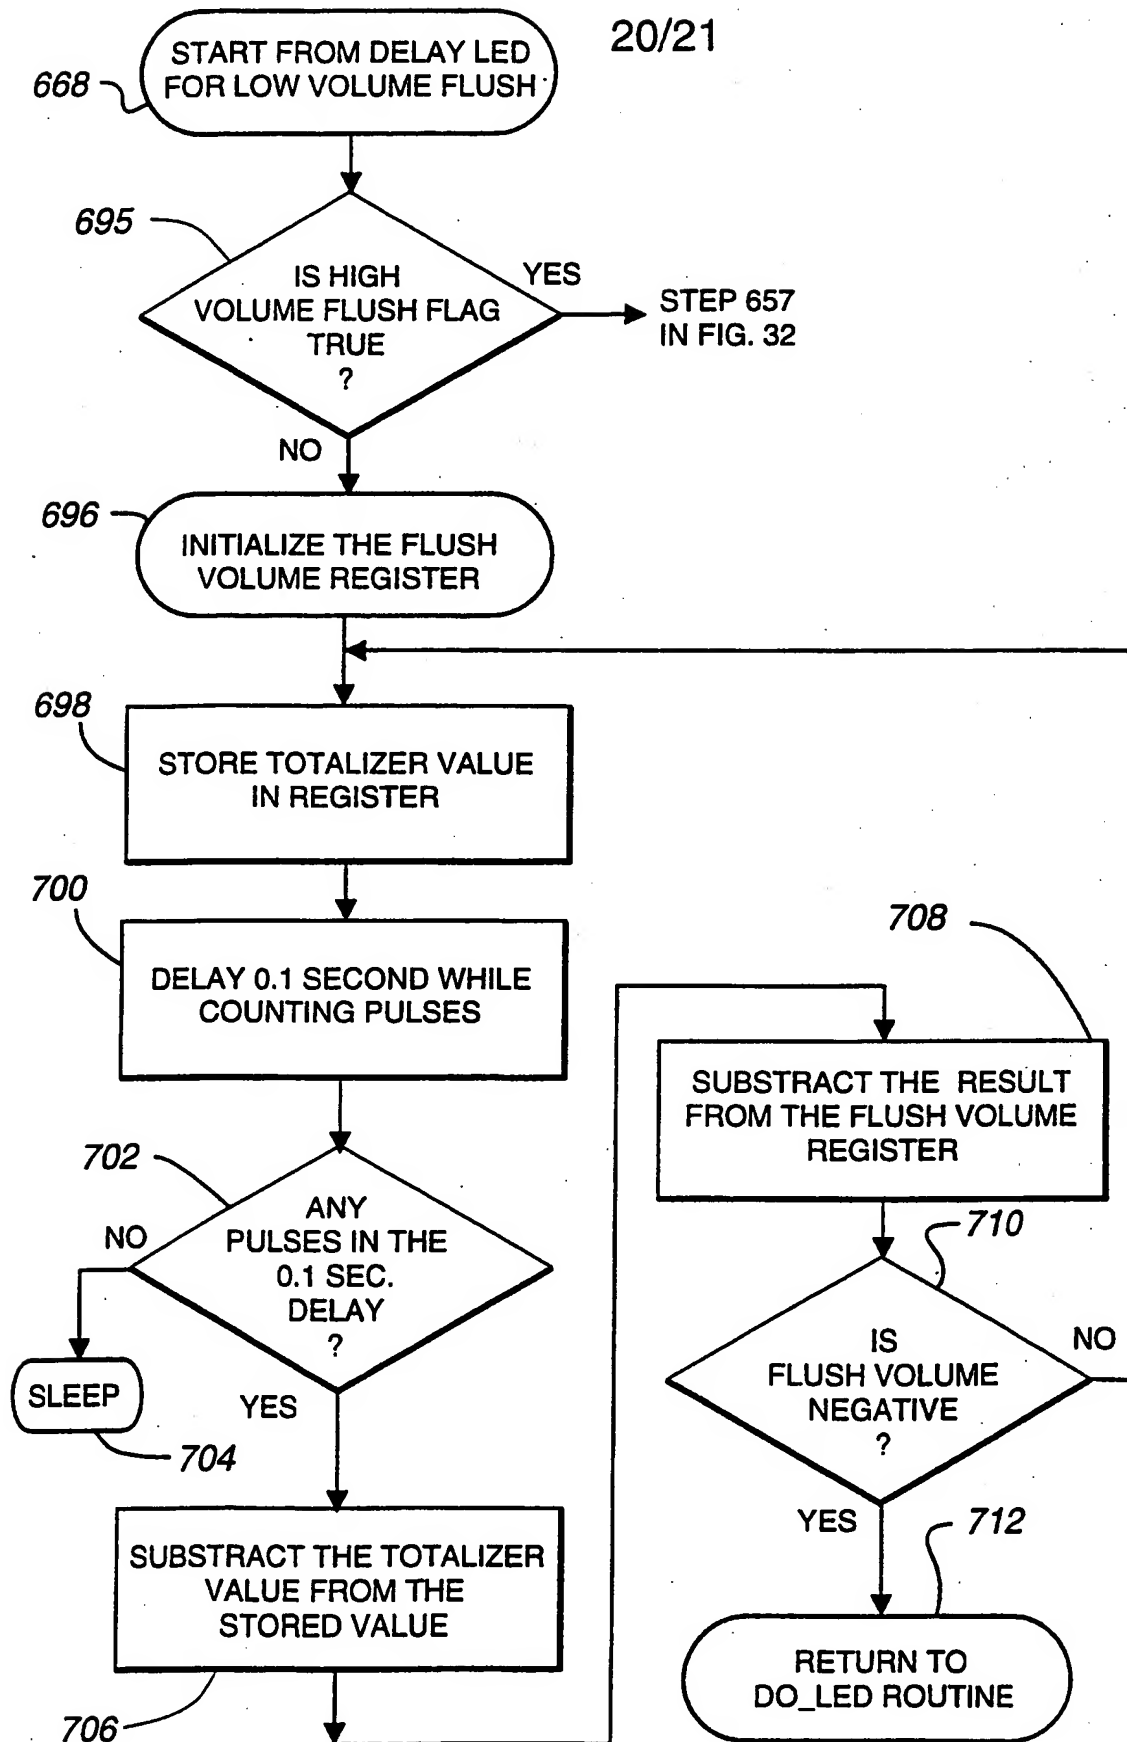 20/21
START FROM DELAY LED
FOR LOW VOLUME FLUSH
668
695
IS HIGH
VOLUME FLUSH FLAG
TRUE
?
YES
STEP 657
IN FIG. 32
NO
696
INITIALIZE THE FLUSH
VOLUME REGISTER
698
STORE TOTALIZER VALUE
IN REGISTER
700
DELAY 0.1 SECOND WHILE
COUNTING PULSES
702
ANY
PULSES IN THE
0.1 SEC.
DELAY
?
NO
SLEEP
704
YES
SUBSTRACT THE TOTALIZER
VALUE FROM THE
STORED VALUE
706
708
SUBSTRACT THE RESULT
FROM THE FLUSH VOLUME
REGISTER
710
IS
FLUSH VOLUME
NEGATIVE
?
NO
YES
712
RETURN TO
DO_LED ROUTINE